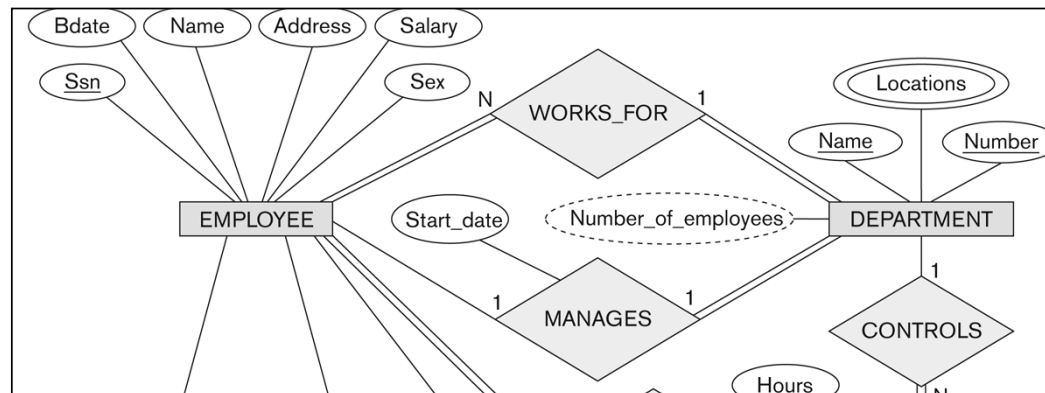 Bdate
Name
Address
Salary
Ssn
Sex
N
WORKS_FOR
1
Locations
Name
Number
EMPLOYEE
Start_date
Number_of_employees
DEPARTMENT
1
MANAGES
1
1
CONTROLS
Hours
N